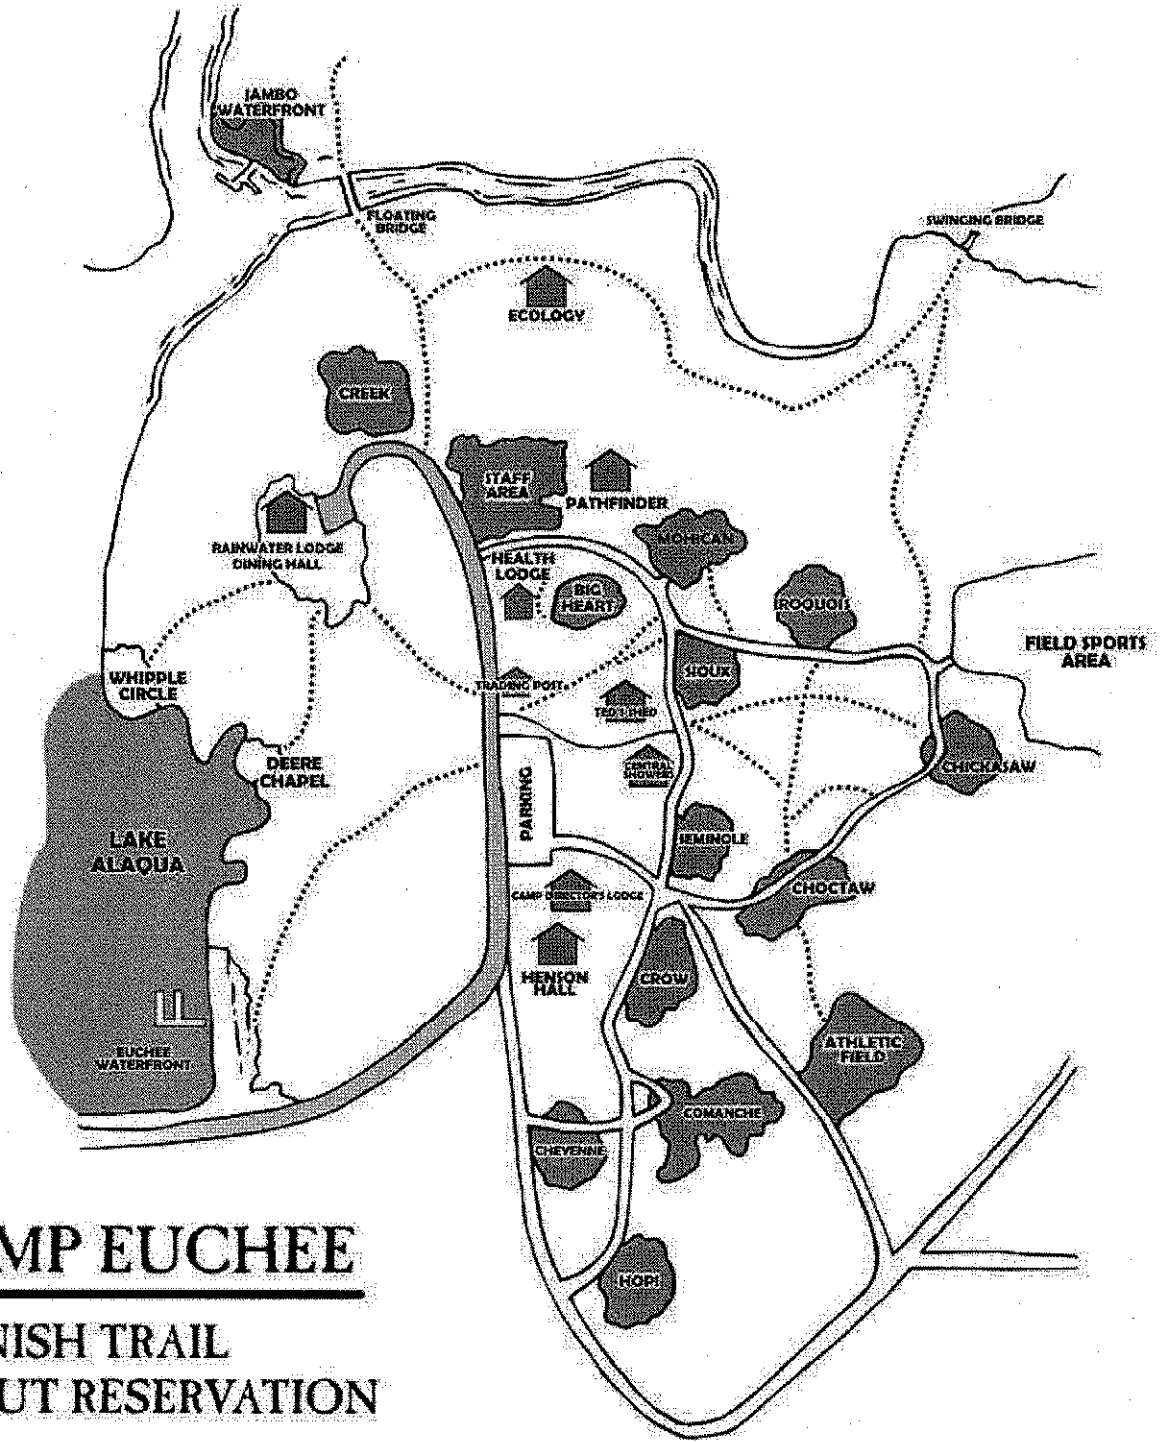 JAMBO
WATERFRONT
FLOATING
BRIDGE
SWINGING BRIDGE
ECOLOGY
CREEK
STAFF
AREA
PATHFINDER
MOHICAN
RAINWATER LODGE
DINING HALL
HEALTH
LODGE
BIG
HEART
IROQUOIS
FIELD SPORTS
AREA
WHIPPLE
CIRCLE
TRADING POST
SIOUX
TED'S SHED
DEERE
CHAPEL
CENTRAL
SHOWERS
CHICKASAW
PARKING
LAKE
ALAQUA
SEMINOLE
CHOCTAW
CAMP DIRECTOR'S LODGE
HENSON
HALL
CROW
EUCHEE
WATERFRONT
ATHLETIC
FIELD
COMANCHE
CHEYENNE
HOPI
MP EUCHEE
NISH TRAIL
UT RESERVATION